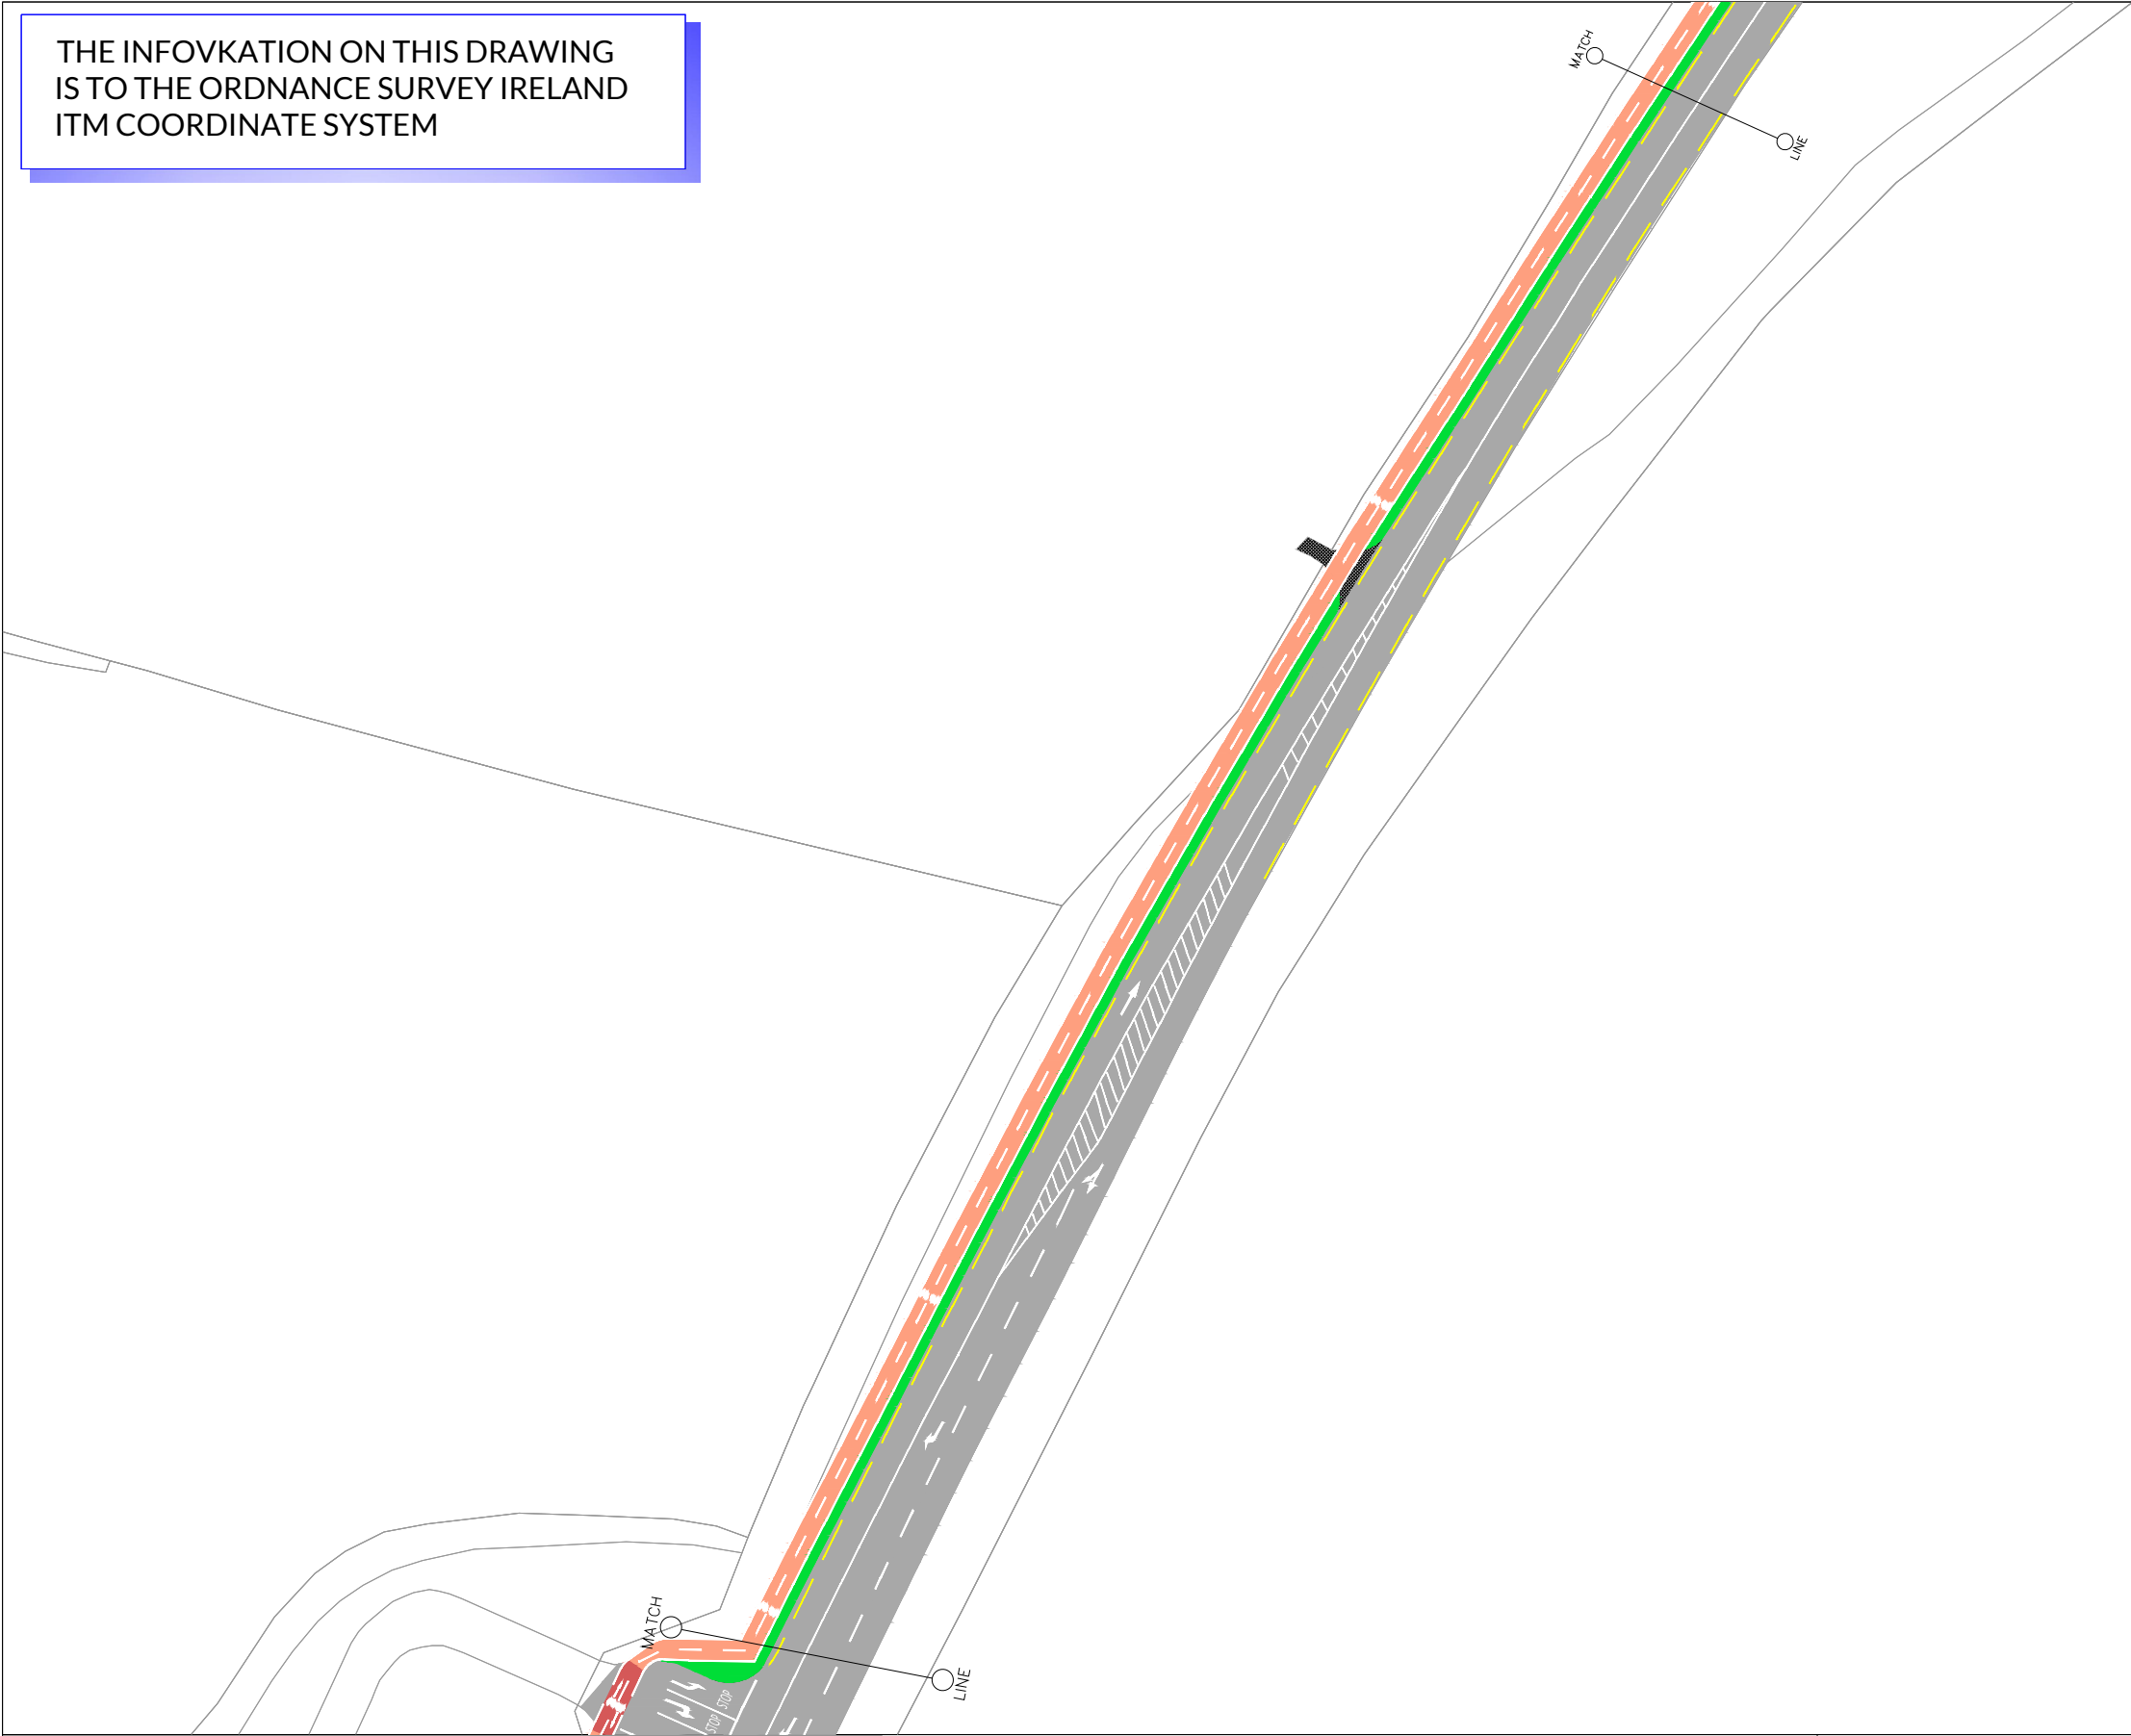 THE INFOVKATION ON THIS DRAWING
IS TO THE ORDNANCE SURVEY IRELAND
ITM COORDINATE SYSTEM
MATCH
LINE
MATCH
LINE
STOP
STOP